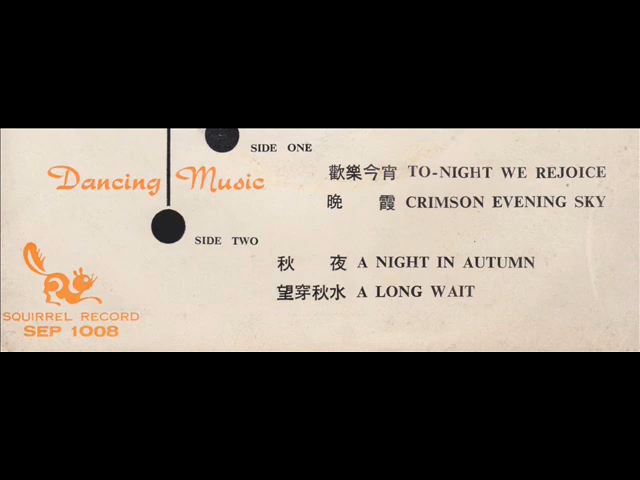 SIDE ONE
歡樂今宵 TO-NIGHT WE REJOICE
Dancing Music
晚 霞 CRIMSON EVENING SKY
SIDE TWO
秋 夜 A NIGHT IN AUTUMN
望穿秋水 A LONG WAIT
SQUIRREL RECORD
SEP 1008